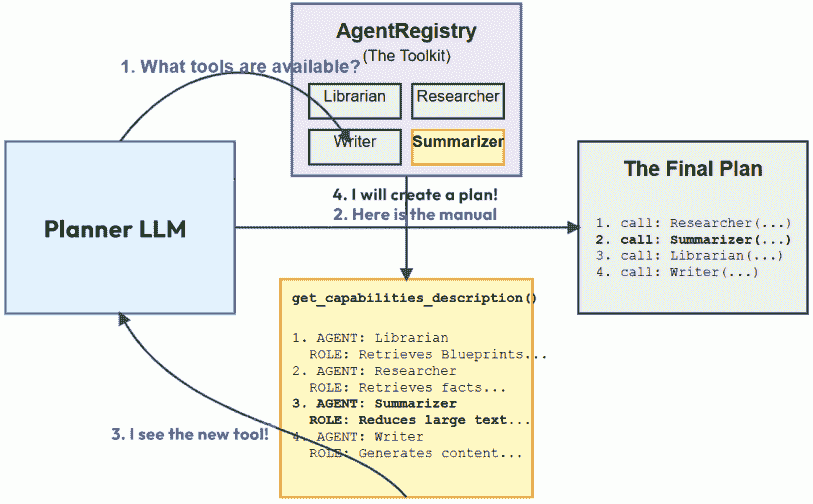 AgentRegistry
(The Toolkit)
1. What tools are available?
Librarian
Researcher
Writer
Summarizer
Planner LLM
4. I will create a plan!
2. Here is the manual
The Final Plan
1. call: Researcher(...)
2. call: Summarizer(...)
3. call: Librarian(...)
4. call: Writer(...)
get_capabilities_description()
1. AGENT: Librarian
ROLE: Retrieves Blueprints...
2. AGENT: Researcher
ROLE: Retrieves facts...
3. AGENT: Summarizer
ROLE: Reduces large text...
4. AGENT: Writer
ROLE: Generates content...
3. I see the new tool!